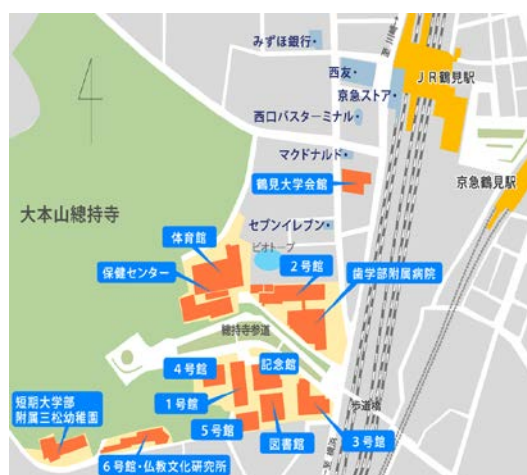 みずほ銀行
西友
JR鶴見駅
京急ストア
西口バスターミナル
マクドナルド
京急鶴見駅
鶴見大学会館
大本山總持寺
体育館
セブンイレブン
ビオトープ
保健センター
2号館
歯学部附属病院
總持寺参道
4号館
記念館
1号館
短期大学部
附属三松幼稚園
5号館
歩道橋
図書館
3号館
6号館・仏教文化研究所
至 横浜